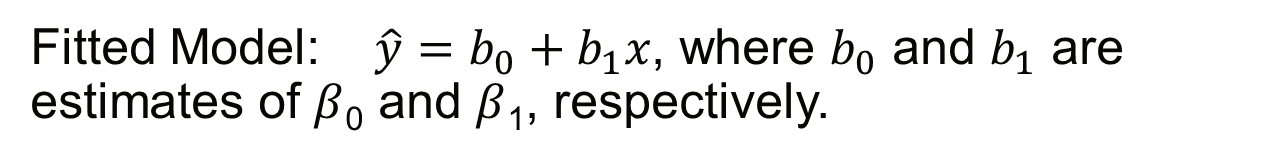 Fitted Model: ŷ = b₀ + b₁x, where b₀ and b₁ are
estimates of β₀ and β₁, respectively.